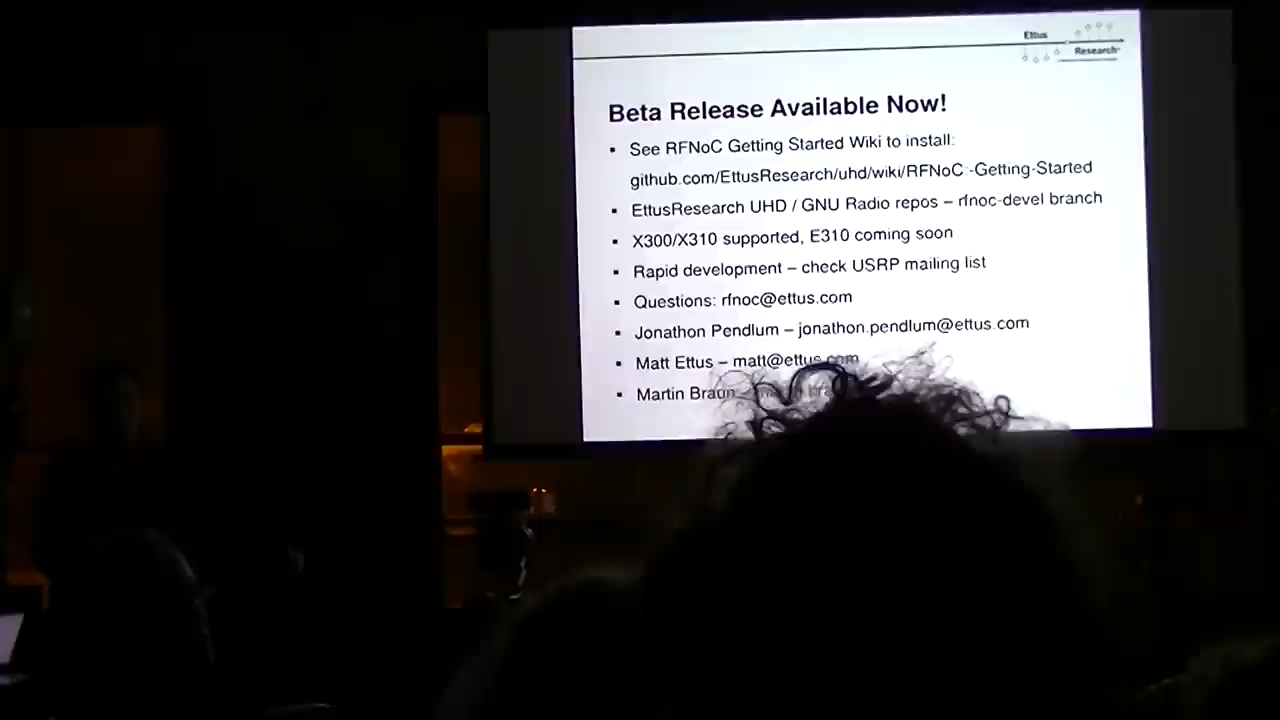 Ettus
Research
Beta Release Available Now!
▪ See RFNoC Getting Started Wiki to install:
github.com/EttusResearch/uhd/wiki/RFNoC:-Getting-Started
▪ EttusResearch UHD / GNU Radio repos – rfnoc-devel branch
▪ X300/X310 supported, E310 coming soon
▪ Rapid development – check USRP mailing list
▪ Questions: rfnoc@ettus.com
▪ Jonathon Pendlum – jonathon.pendlum@ettus.com
▪ Matt Ettus – matt@ettus.com
▪ Martin Braun